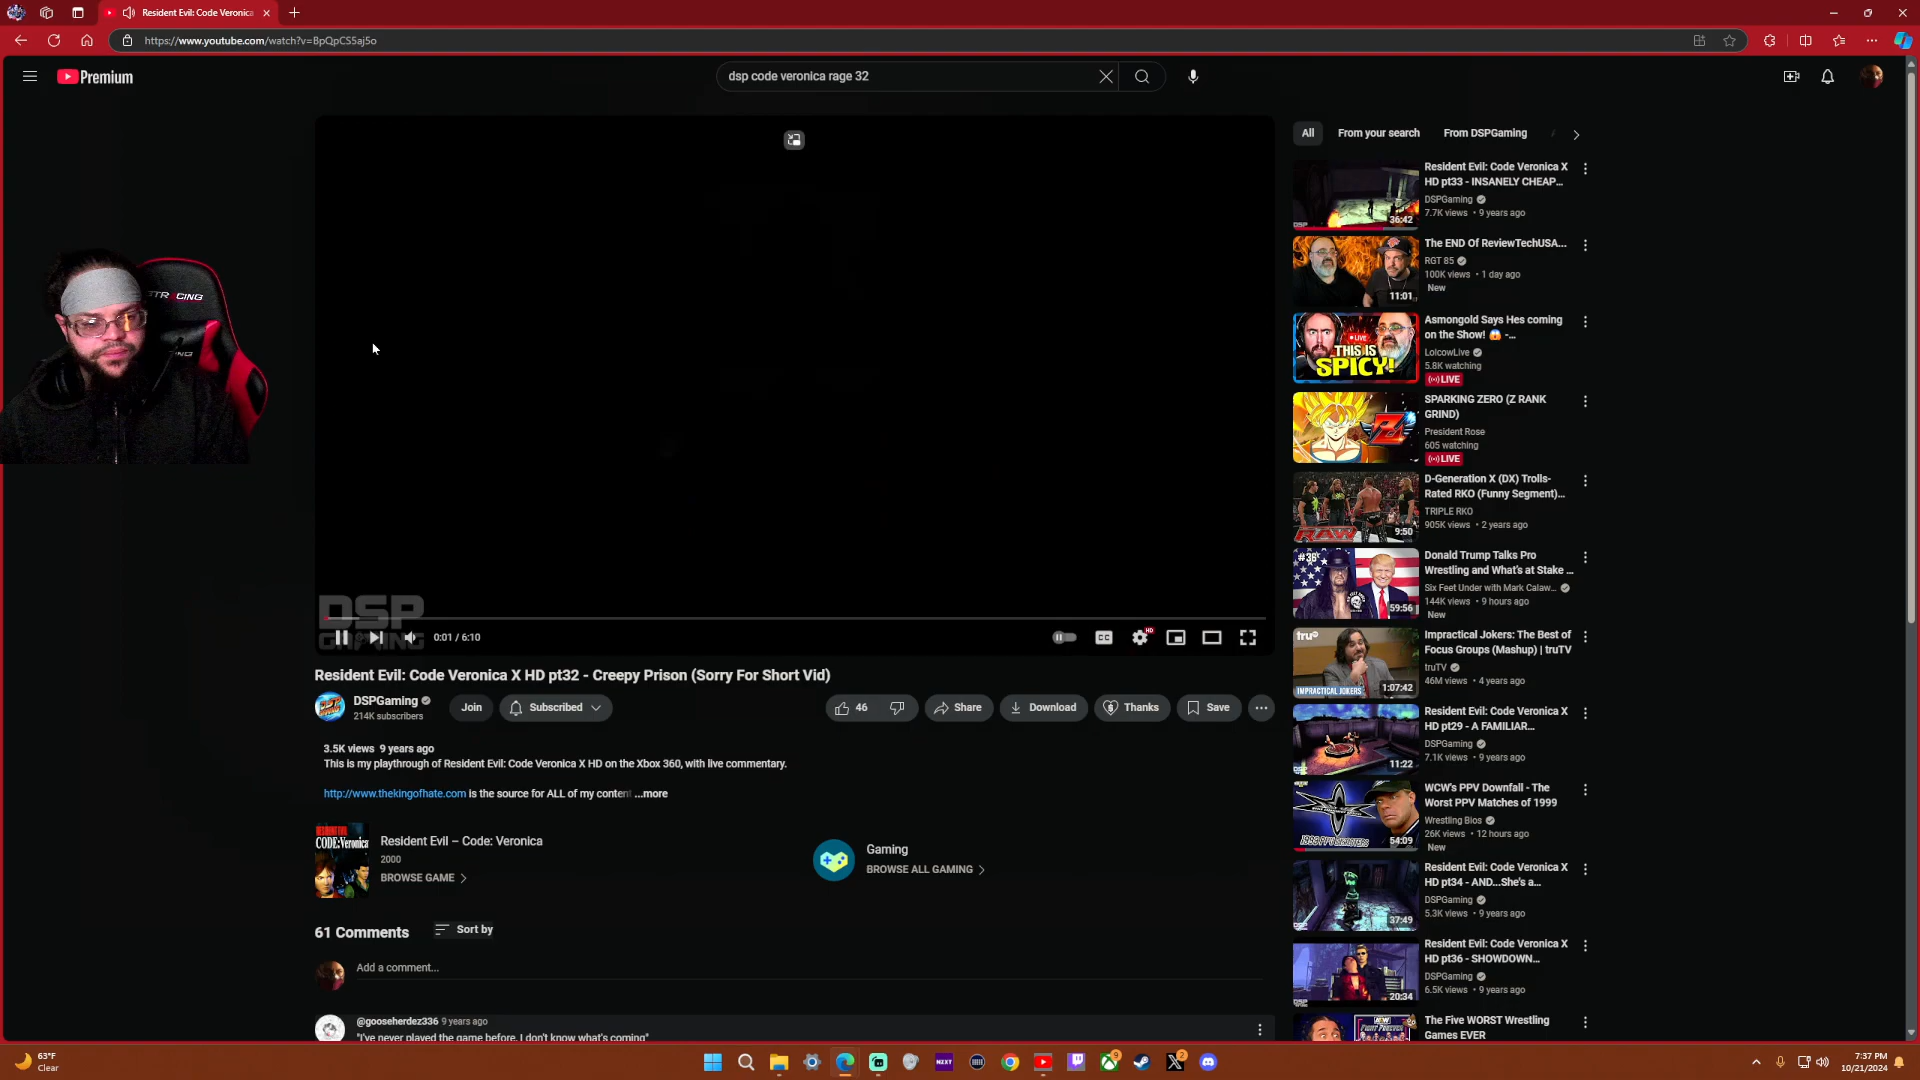 Resident Evil: Code Veronica
https://www.youtube.com/watch?v=BpQpCS5aj5o
Premium
dsp code veronica rage 32
GTRACING
DSP
GAMING
0:01 / 6:10
CC
HD
Resident Evil: Code Veronica X HD pt32 - Creepy Prison (Sorry For Short Vid)
DSPGaming
214K subscribers
Join
Subscribed
46
Share
Download
Thanks
Save
3.5K views 9 years ago
This is my playthrough of Resident Evil: Code Veronica X HD on the Xbox 360, with live commentary.
http://www.thekingofhate.com is the source for ALL of my content ...more
RESIDENT EVIL
CODE:Veronica
Resident Evil – Code: Veronica
2000
BROWSE GAME
Gaming
BROWSE ALL GAMING
61 Comments
Sort by
Add a comment...
@gooseherdez336 9 years ago
"I've never played the game before, I don't know what's coming"
All
From your search
From DSPGaming
36:42
Resident Evil: Code Veronica X
HD pt33 - INSANELY CHEAP...
DSPGaming
7.7K views • 9 years ago
11:01
The END Of ReviewTechUSA...
RGT 85
100K views • 1 day ago
New
LIVE
THIS IS
SPICY!
Asmongold Says Hes coming
on the Show! 😱 -...
LolcowLive
5.8K watching
LIVE
SPARKING ZERO (Z RANK
GRIND)
President Rose
605 watching
LIVE
RAW
9:50
D-Generation X (DX) Trolls-
Rated RKO (Funny Segment)...
TRIPLE RKO
905K views • 2 years ago
#36
59:56
Donald Trump Talks Pro
Wrestling and What's at Stake ...
Six Feet Under with Mark Calaw...
144K views • 9 hours ago
New
tru
IMPRACTICAL JOKERS
1:07:42
Impractical Jokers: The Best of
Focus Groups (Mashup) | truTV
truTV
46M views • 4 years ago
11:22
Resident Evil: Code Veronica X
HD pt29 - A FAMILIAR...
DSPGaming
7.1K views • 9 years ago
54:09
WCW's PPV Downfall - The
Worst PPV Matches of 1999
Wrestling Bios
26K views • 12 hours ago
New
37:49
Resident Evil: Code Veronica X
HD pt34 - AND...She's a...
DSPGaming
5.3K views • 9 years ago
20:34
Resident Evil: Code Veronica X
HD pt36 - SHOWDOWN...
DSPGaming
6.5K views • 9 years ago
The Five WORST Wrestling
Games EVER
63°F
Clear
NZXT
9
2
7:37 PM
10/21/2024